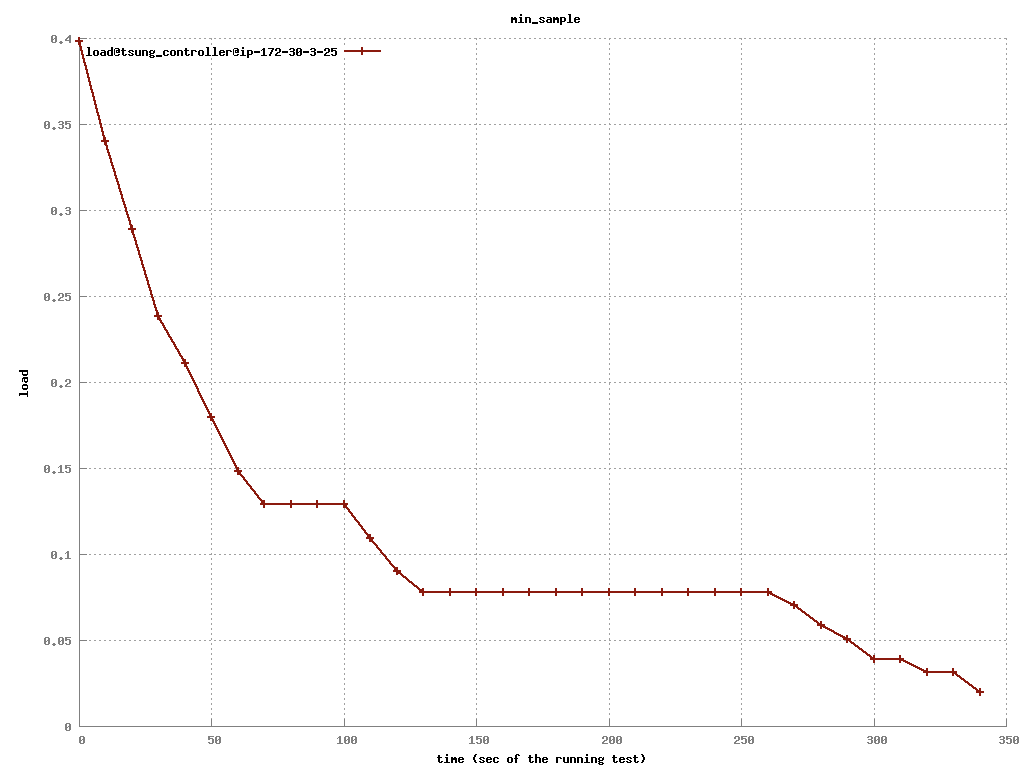 min_sample
load@tsung_controller@ip-172-30-3-25
0.4
0.35
0.3
0.25
0.2
0.15
0.1
0.05
0
load
0 50 100 150 200 250 300 350
time (sec of the running test)